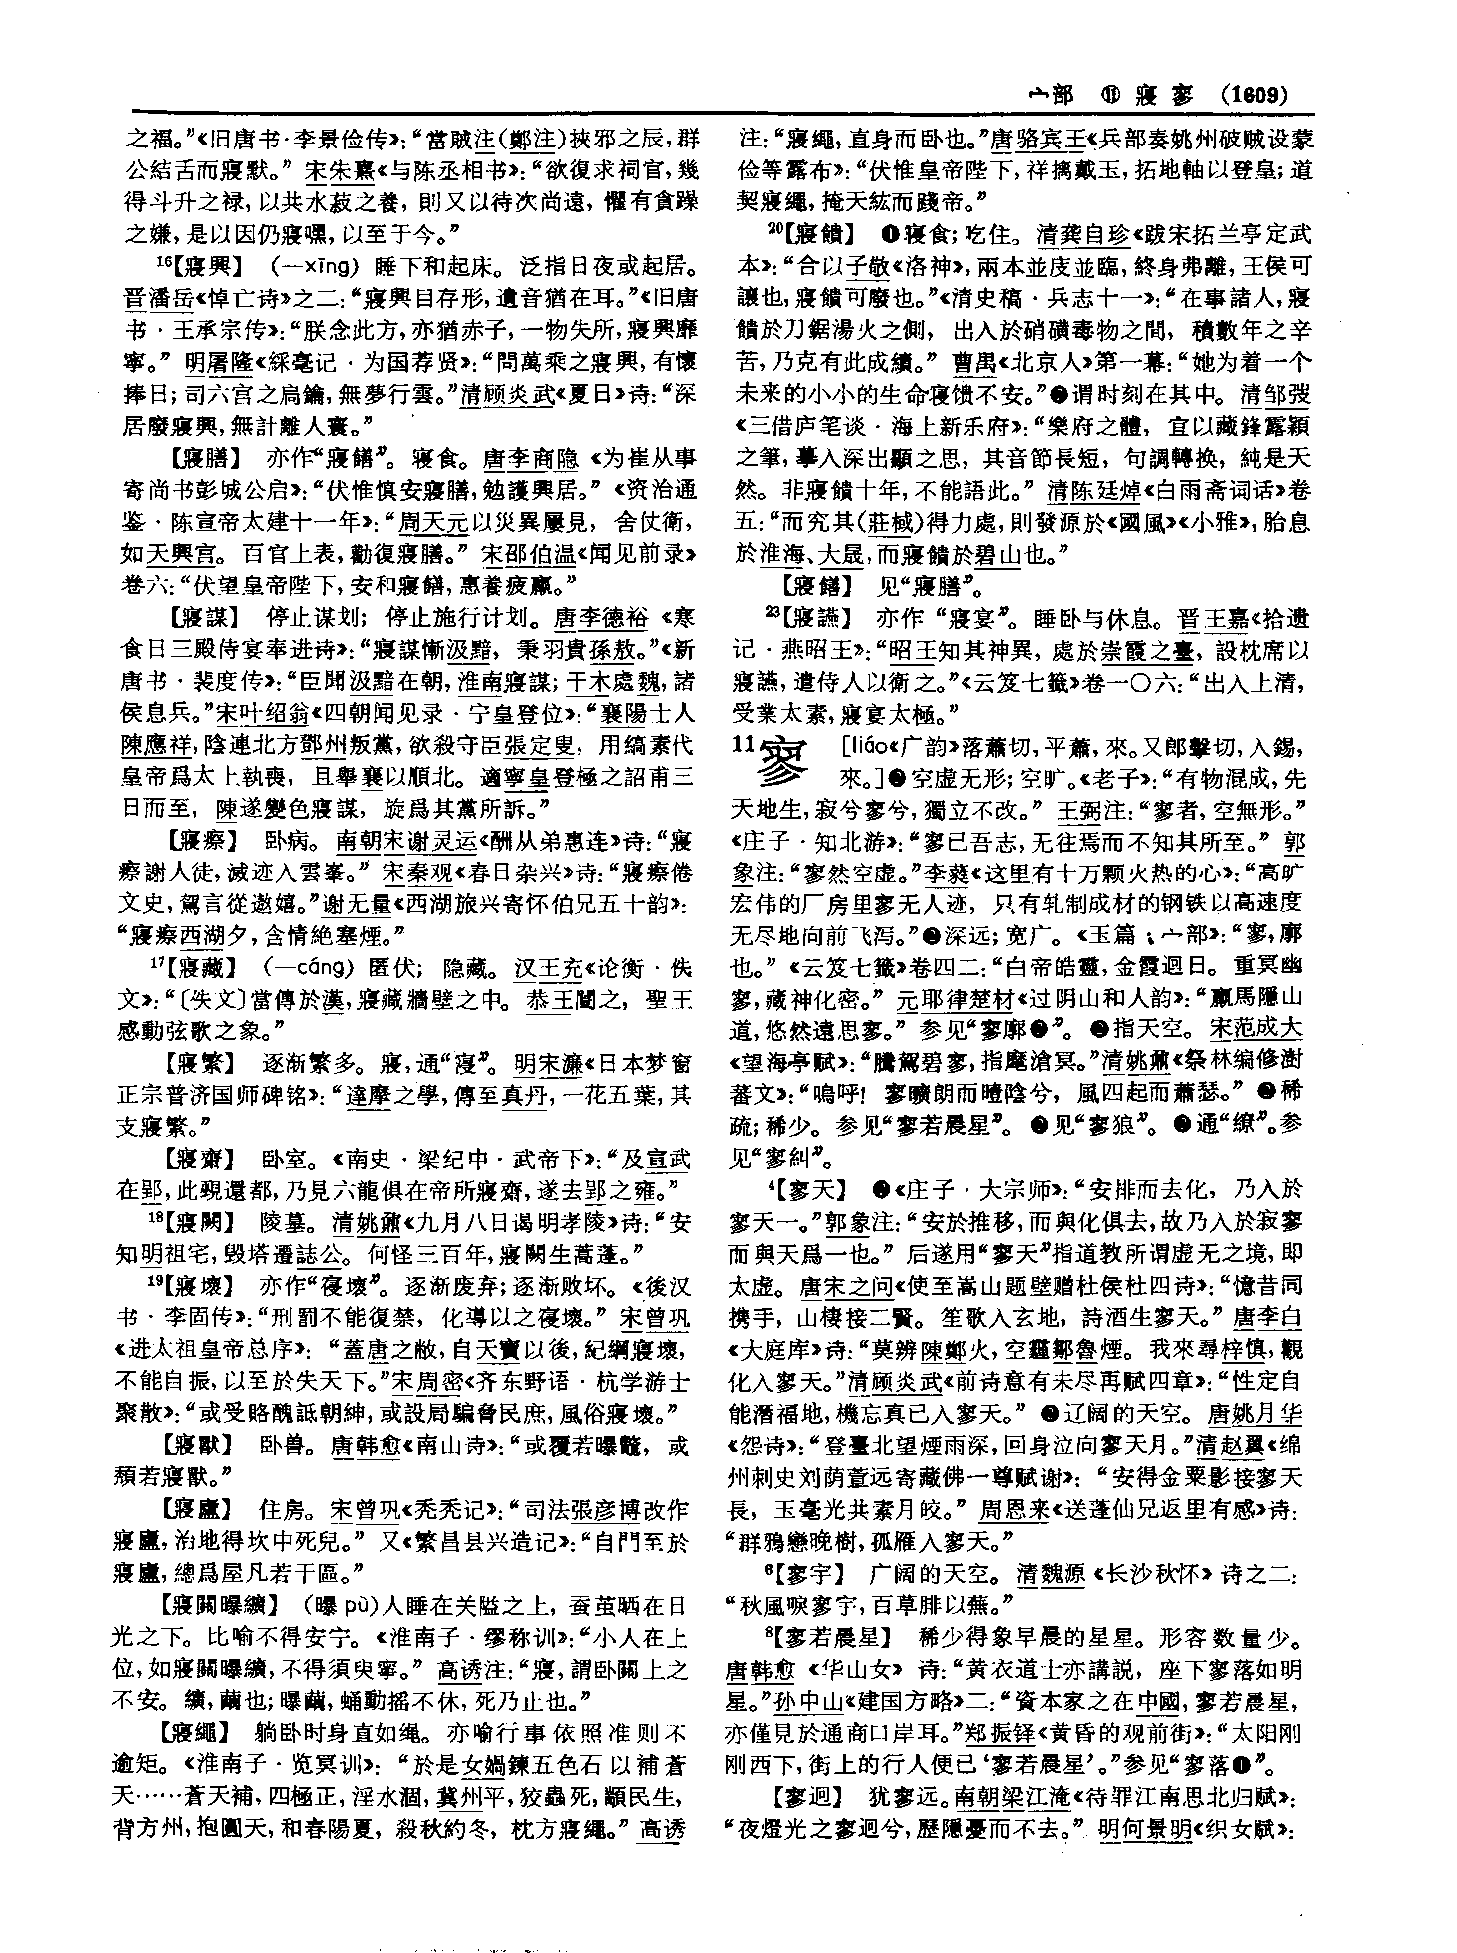 宀部 ⑪ 寢 寥 (1609)
之福。”《旧唐书·李景俭传》：“當賊注(鄭注)挾邪之辰，群
公結舌而寢默。” 宋朱熹《与陈丞相书》：“欲復求祠官，幾
得斗升之禄，以共水菽之養，則又以待次尚遠，懼有貪躁
之嫌，是以因仍寢嘿，以至于今。”
16【寢興】 (—xīng) 睡下和起床。泛指日夜或起居。
晋潘岳《悼亡诗》之二：“寢興目存形，遺音猶在耳。”《旧唐
书·王承宗传》：“朕念此方，亦猶赤子，一物失所，寢興靡
寧。” 明屠隆《綵毫记·为国荐贤》：“問萬乘之寢興，有懷
捧日；司六宫之扃鑰，無夢行雲。”清顾炎武《夏日》诗：“深
居廢寢興，無計離人寰。”
【寢膳】 亦作“寢饍”。寝食。唐李商隐《为崔从事
寄尚书彭城公启》：“伏惟慎安寢膳，勉護興居。”《资治通
鉴·陈宣帝太建十一年》：“周天元以災異屢見，舍仗衛，
如天興宫。百官上表，勸復寢膳。” 宋邵伯温《闻见前录》
卷六：“伏望皇帝陛下，安和寢饍，惠養疲羸。”
【寢謀】 停止谋划；停止施行计划。唐李德裕《寒
食日三殿侍宴奉进诗》：“寢謀慚汲黯，秉羽貴孫敖。”《新
唐书·裴度传》：“臣聞汲黯在朝，淮南寢謀；干木處魏，諸
侯息兵。”宋叶绍翁《四朝闻见录·宁皇登位》：“襄陽士人
陳應祥，陰連北方鄧州叛黨，欲殺守臣張定叟，用縞素代
皇帝爲太上執喪，且舉襄以順北。適寧皇登極之詔甫三
日而至，陳遂變色寢謀，旋爲其黨所訴。”
【寢瘵】 卧病。南朝宋谢灵运《酬从弟惠连》诗：“寢
瘵謝人徒，滅迹入雲峯。” 宋秦观《春日杂兴》诗：“寢瘵倦
文史，駕言從遨嬉。”谢无量《西湖旅兴寄怀伯兄五十韵》：
“寢瘵西湖夕，含情絶塞煙。”
17【寢藏】 (—cáng) 匿伏；隐藏。汉王充《论衡·佚
文》：“〔佚文〕當傳於漢，寢藏牆壁之中。恭王闓之，聖王
感動弦歌之象。”
【寢繁】 逐渐繁多。寢，通“寖”。明宋濂《日本梦窗
正宗普济国师碑铭》：“達摩之學，傳至真丹，一花五葉，其
支寢繁。”
【寢齋】 卧室。《南史·梁纪中·武帝下》：“及宣武
在郢，此覡還都，乃見六龍俱在帝所寢齋，遂去郢之雍。”
18【寢闕】 陵墓。清姚鼐《九月八日谒明孝陵》诗：“安
知明祖宅，毁塔遷誌公。何怪三百年，寢闕生蒿蓬。”
19【寢壞】 亦作“寖壞”。逐渐废弃；逐渐败坏。《後汉
书·李固传》：“刑罰不能復禁，化導以之寖壞。” 宋曾巩
《进太祖皇帝总序》：“蓋唐之敝，自天寶以後，紀綱寢壞，
不能自振，以至於失天下。”宋周密《齐东野语·杭学游士
聚散》：“或受賂醜詆朝紳，或設局騙脅民庶，風俗寢壞。”
【寢獸】 卧兽。唐韩愈《南山诗》：“或覆若曝鼈，或
頹若寢獸。”
【寢廬】 住房。宋曾巩《秃秃记》：“司法張彦博改作
寢廬，治地得坎中死兒。” 又《繁昌县兴造记》：“自門至於
寢廬，總爲屋凡若干區。”
【寢關曝纊】 (曝 pù)人睡在关隘之上，蚕茧晒在日
光之下。比喻不得安宁。《淮南子·缪称训》：“小人在上
位，如寢關曝纊，不得須臾寧。” 高诱注：“寢，謂卧關上之
不安。纊，繭也；曝繭，蛹動摇不休，死乃止也。”
【寢繩】 躺卧时身直如绳。亦喻行事依照准则不
逾矩。《淮南子·览冥训》：“於是女媧鍊五色石以補蒼
天……蒼天補，四極正，淫水涸，冀州平，狡蟲死，顓民生，
背方州，抱圓天，和春陽夏，殺秋約冬，枕方寢繩。” 高诱
注：“寢繩，直身而卧也。”唐骆宾王《兵部奏姚州破贼设蒙
俭等露布》：“伏惟皇帝陛下，祥擒戴玉，拓地軸以登皇；道
契寢繩，掩天紘而踐帝。”
20【寢饋】 ❶寝食；吃住。清龚自珍《跋宋拓兰亭定武
本》：“合以子敬《洛神》，兩本並庋並臨，終身弗離，王侯可
讓也，寢饋可廢也。”《清史稿·兵志十一》：“在事諸人，寢
饋於刀鋸湯火之側，出入於硝磺毒物之間，積數年之辛
苦，乃克有此成績。” 曹禺《北京人》第一幕：“她为着一个
未来的小小的生命寝馈不安。”❷谓时刻在其中。清邹弢
《三借庐笔谈·海上新乐府》：“樂府之體，宜以藏鋒露穎
之筆，摹入深出顯之思，其音節長短，句調轉换，純是天
然。非寢饋十年，不能語此。” 清陈廷焯《白雨斋词话》卷
五：“而究其(莊棫)得力處，則發源於《國風》《小雅》，胎息
於淮海、大晟，而寢饋於碧山也。”
【寢饍】 见“寢膳”。
23【寢讌】 亦作“寢宴”。睡卧与休息。晋王嘉《拾遗
记·燕昭王》：“昭王知其神異，處於崇霞之臺，設枕席以
寢讌，遣侍人以衛之。”《云笈七籤》卷一〇六：“出入上清，
受業太素，寢宴太極。”
11寥 [liáo《广韵》落蕭切，平蕭，來。又郎擊切，入錫，
來。]❶空虚无形；空旷。《老子》：“有物混成，先
天地生，寂兮寥兮，獨立不改。” 王弼注：“寥者，空無形。”
《庄子·知北游》：“寥已吾志，无往焉而不知其所至。” 郭
象注：“寥然空虚。”李蕤《这里有十万颗火热的心》：“高旷
宏伟的厂房里寥无人迹，只有轧制成材的钢铁以高速度
无尽地向前飞泻。”❷深远；宽广。《玉篇·宀部》：“寥，廓
也。”《云笈七籤》卷四二：“白帝皓靈，金霞迴日。重冥幽
寥，藏神化密。” 元耶律楚材《过阴山和人韵》：“羸馬隱山
道，悠然遠思寥。” 参见“寥廓❶”。❸指天空。宋范成大
《望海亭赋》：“騰駕碧寥，指麾滄冥。”清姚鼐《祭林编修澍
蕃文》：“嗚呼！寥曠朗而曀陰兮，風四起而蕭瑟。” ❹稀
疏；稀少。参见“寥若晨星”。❺见“寥狼”。❻通“繚”。参
见“寥糾”。
4【寥天】 ❶《庄子·大宗师》：“安排而去化，乃入於
寥天一。”郭象注：“安於推移，而與化俱去，故乃入於寂寥
而與天爲一也。” 后遂用“寥天”指道教所谓虚无之境，即
太虚。唐宋之问《使至嵩山题壁赠杜侯杜四诗》：“憶昔同
携手，山棲接二賢。笙歌入玄地，詩酒生寥天。” 唐李白
《大庭库》诗：“莫辨陳鄭火，空霾鄒魯煙。我來尋梓慎，觀
化入寥天。”清顾炎武《前诗意有未尽再赋四章》：“性定自
能潛福地，機忘真已入寥天。” ❷辽阔的天空。唐姚月华
《怨诗》：“登臺北望煙雨深，回身泣向寥天月。”清赵翼《绵
州刺史刘荫萱远寄藏佛一尊赋谢》：“安得金粟影接寥天
長，玉毫光共素月皎。” 周恩来《送蓬仙兄返里有感》诗：
“群鴉戀晚樹，孤雁入寥天。”
6【寥宇】 广阔的天空。清魏源《长沙秋怀》诗之二：
“秋風唳寥宇，百草腓以蕪。”
8【寥若晨星】 稀少得象早晨的星星。形容数量少。
唐韩愈《华山女》诗：“黄衣道士亦講説，座下寥落如明
星。”孙中山《建国方略》二：“資本家之在中國，寥若晨星，
亦僅見於通商口岸耳。”郑振铎《黄昏的观前街》：“太阳刚
刚西下，街上的行人便已‘寥若晨星’。”参见“寥落❶”。
【寥迥】 犹寥远。南朝梁江淹《待罪江南思北归赋》：
“夜燈光之寥迥兮，歷隱憂而不去。” 明何景明《织女赋》：